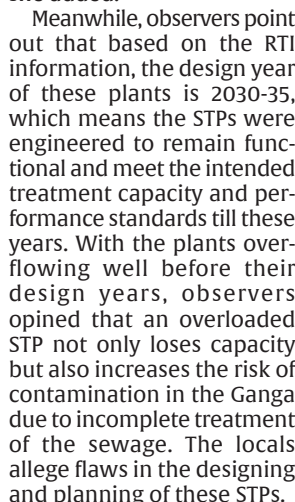 Meanwhile, observers point
out that based on the RTI
information, the design year
of these plants is 2030-35,
which means the STPs were
engineered to remain func-
tional and meet the intended
treatment capacity and per-
formance standards till these
years. With the plants over-
flowing well before their
design years, observers
opined that an overloaded
STP not only loses capacity
but also increases the risk of
contamination in the Ganga
due to incomplete treatment
of the sewage. The locals
allege flaws in the designing
and planning of these STPs.